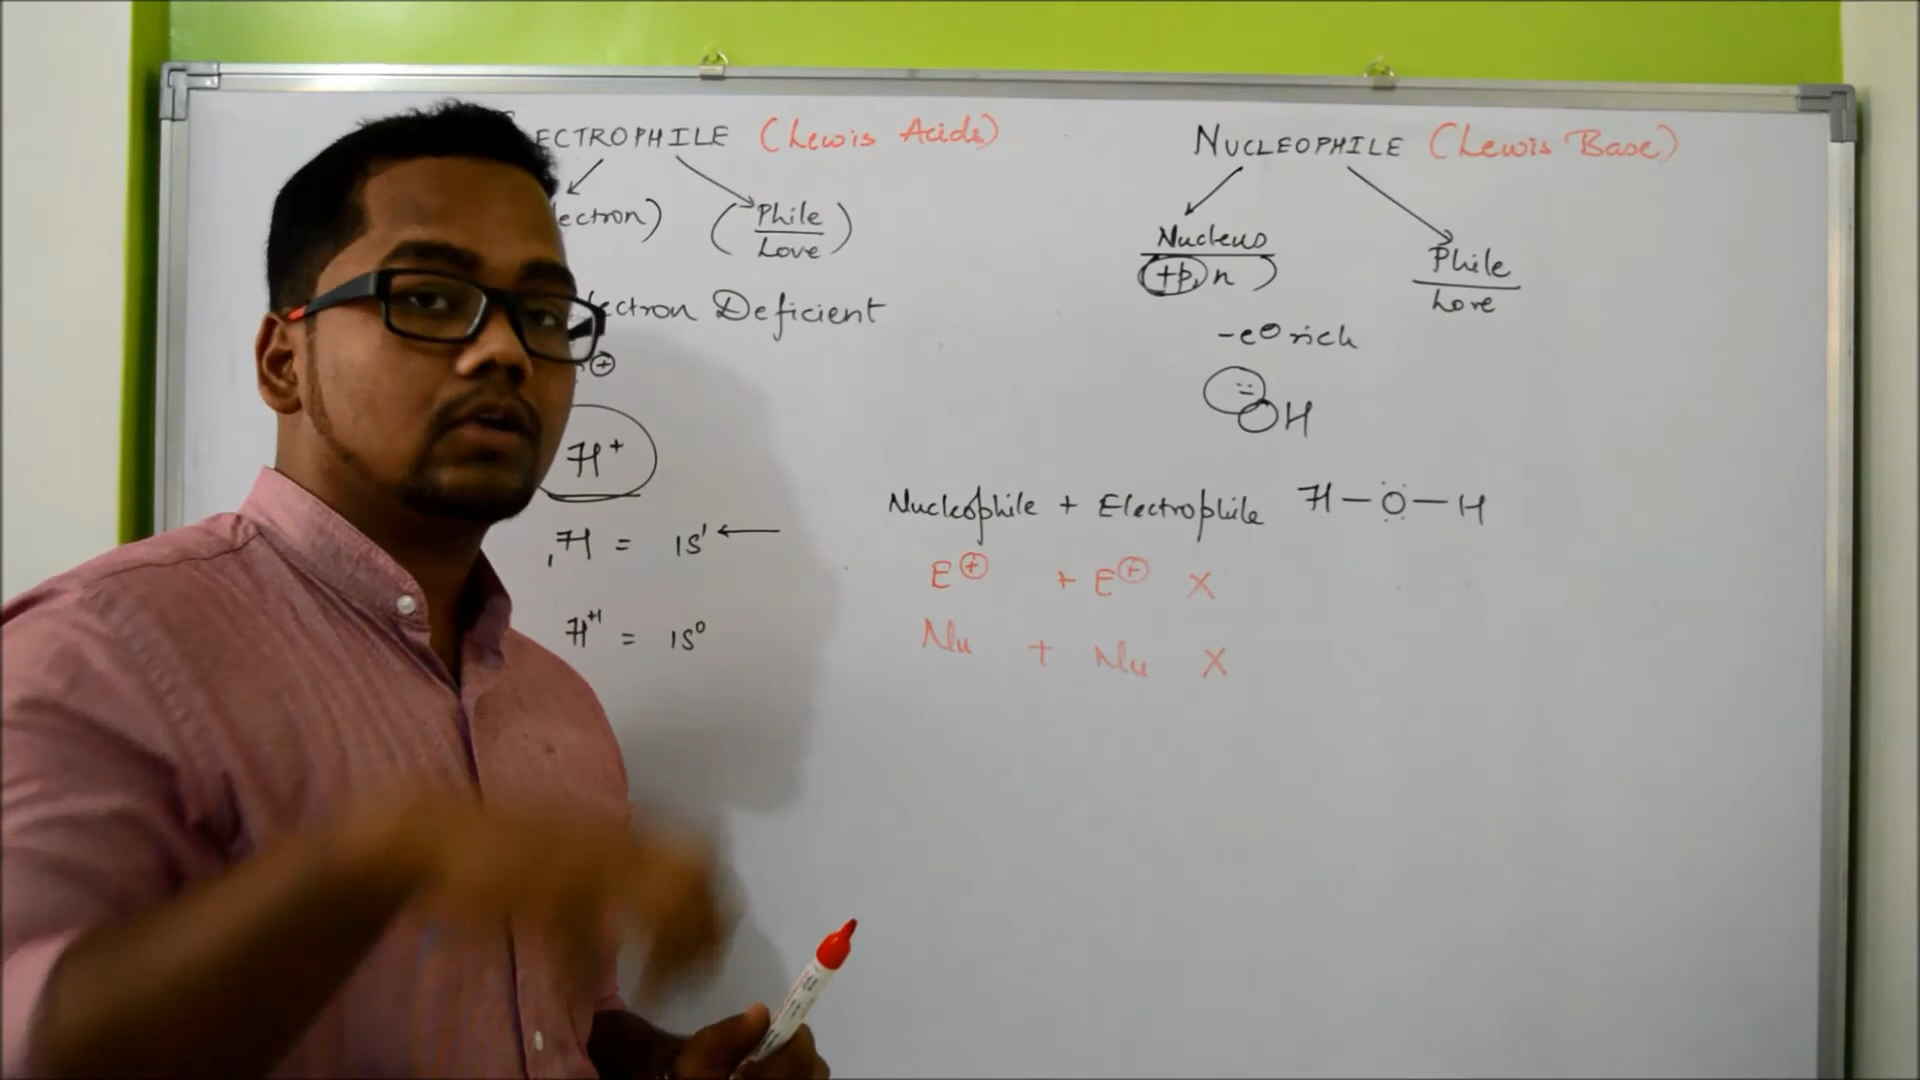 ECTROPHILE (Lewis Acids)
lectron) (Phile
Love)
lectron Deficient
⊕
H+
₁H = 1S¹ ←
H+1 = 1S⁰
NUCLEOPHILE (Lewis Base)
Nucleus
(+p, n)
Phile
Love
-e⊖ rich
⊖OH
Nucleophile + Electrophile H—O—H
E⊕ + E⊕ X
Nu + Nu X